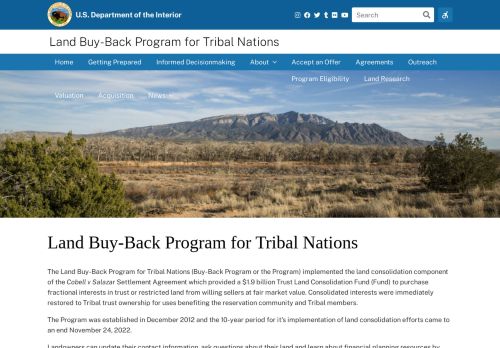 U.S. Department of the Interior
Search
Land Buy-Back Program for Tribal Nations
Home Getting Prepared Informed Decisionmaking About Accept an Offer Agreements Outreach
Program Eligibility Land Research
Valuation Acquisition News
Land Buy-Back Program for Tribal Nations
The Land Buy-Back Program for Tribal Nations (Buy-Back Program or the Program) implemented the land consolidation component
of the Cobell v Salazar Settlement Agreement which provided a $1.9 billion Trust Land Consolidation Fund (Fund) to purchase
fractional interests in trust or restricted land from willing sellers at fair market value. Consolidated interests were immediately
restored to Tribal trust ownership for uses benefiting the reservation community and Tribal members.
The Program was established in December 2012 and the 10-year period for it's implementation of land consolidation efforts came to
an end November 24, 2022.
Landowners can update their contact information, ask questions about their land and learn about financial planning resources by